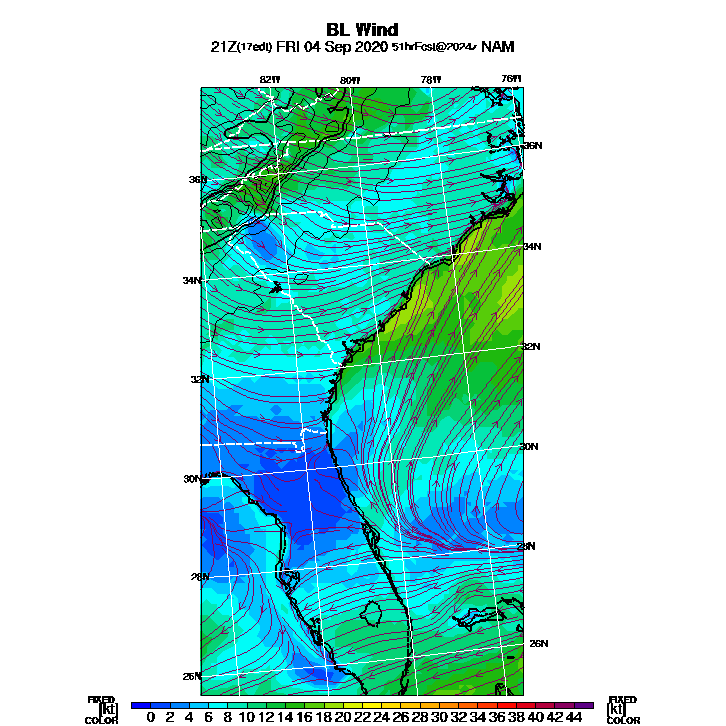 BL Wind
21Z(17edt) FRI 04 Sep 2020 51hrFcst@2024z NAM
82W 80W 78W 76W
36N
36N
34N
34N
32N
32N
30N
30N
28N
28N
26N
26N
FIXED FIXED
[kt] 0 2 4 6 8 10 12 14 16 18 20 22 24 26 28 30 32 34 36 38 40 42 44 [kt]
COLOR COLOR